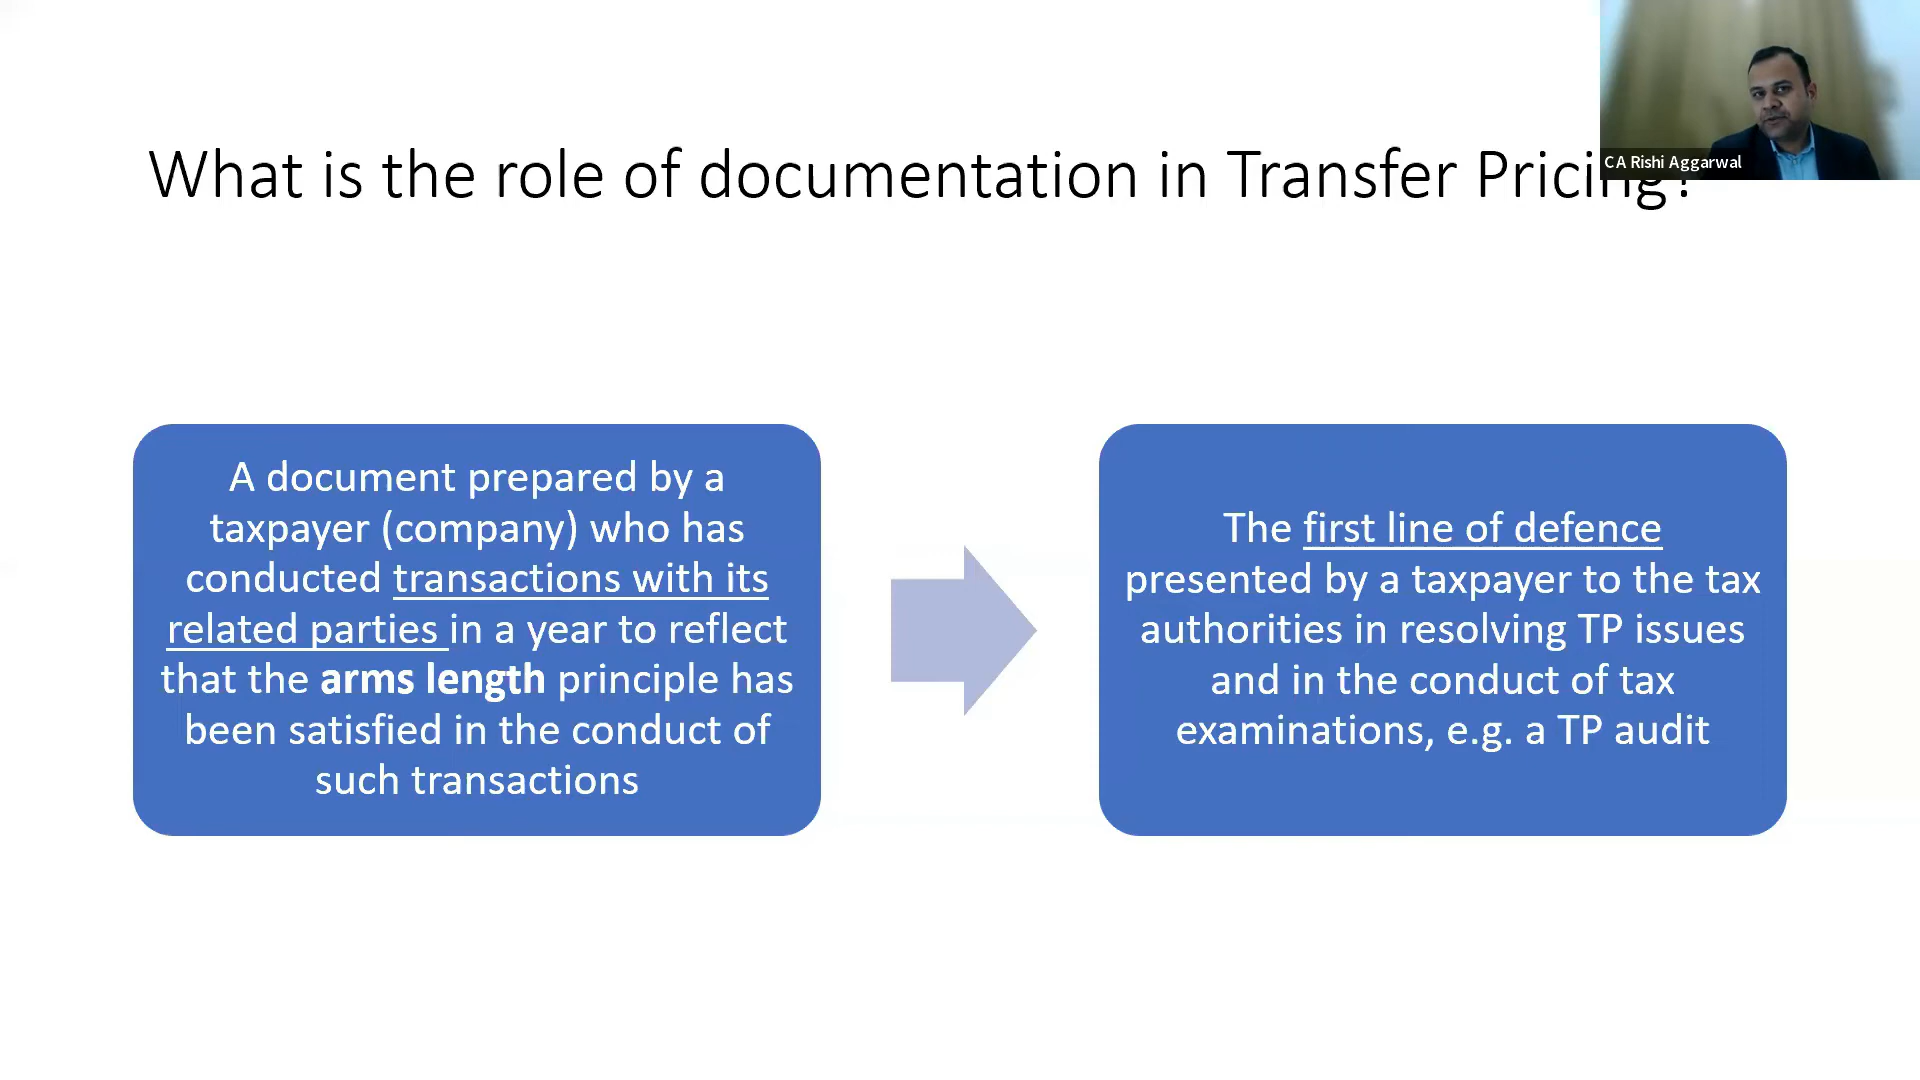 CA Rishi Aggarwal
What is the role of documentation in Transfer Pricing?
A document prepared by a
taxpayer (company) who has
conducted transactions with its
related parties in a year to reflect
that the arms length principle has
been satisfied in the conduct of
such transactions
The first line of defence
presented by a taxpayer to the tax
authorities in resolving TP issues
and in the conduct of tax
examinations, e.g. a TP audit